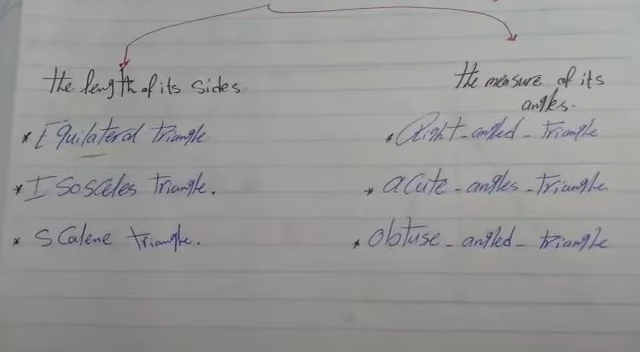 the length of its sides.
* Equilateral triangle
* Isosceles triangle.
* scalene triangle.
the measure of its
angles.
* Right-angled-triangle
* acute-angles-triangle
* obtuse-angled-triangle